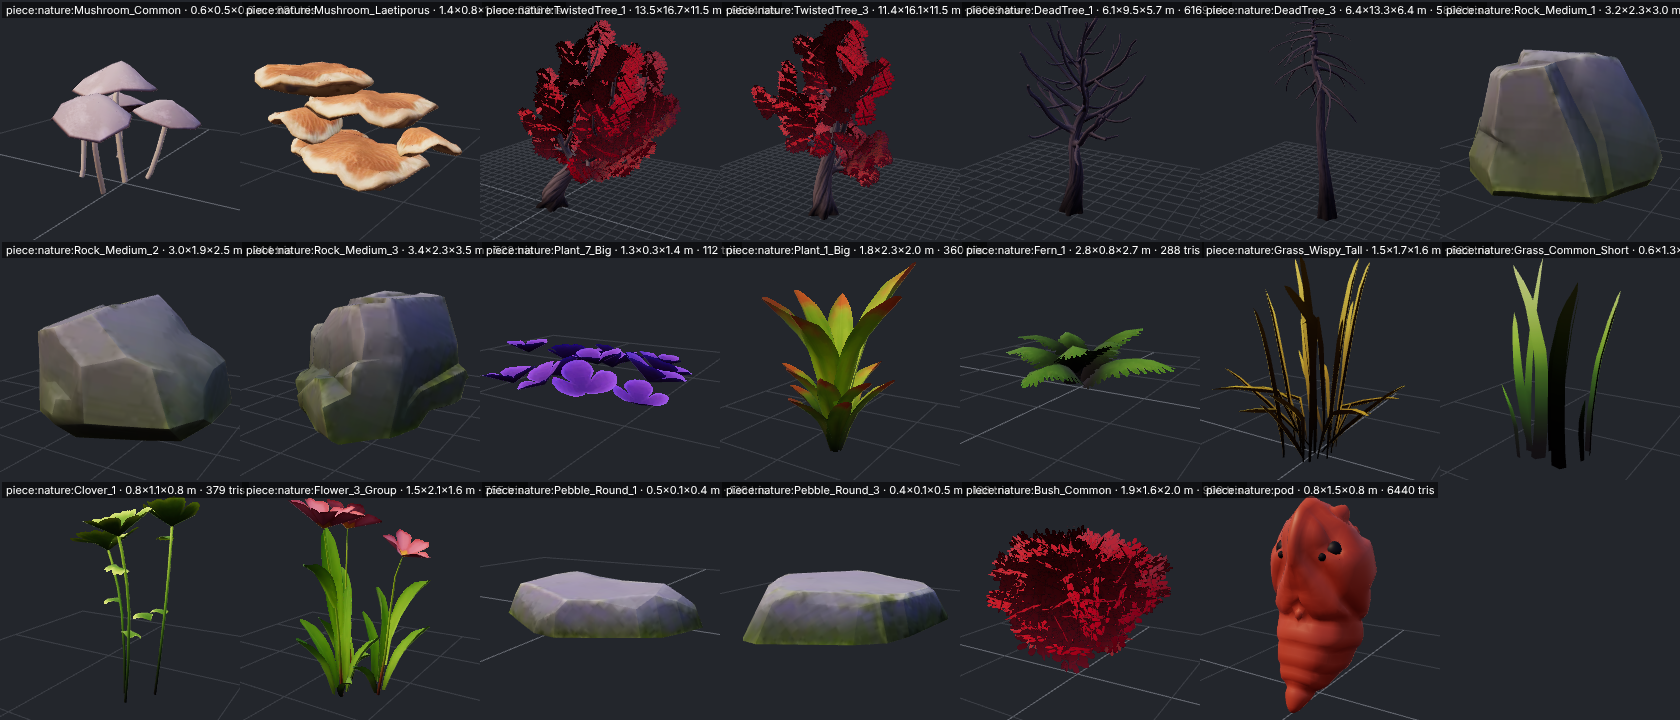 piece:nature:Mushroom_Common · 0.6×0.5×0
piece:nature:Mushroom_Laetiporus · 1.4×0.8×
piece:nature:TwistedTree_1 · 13.5×16.7×11.5 m
piece:nature:TwistedTree_3 · 11.4×16.1×11.5 m
piece:nature:DeadTree_1 · 6.1×9.5×5.7 m · 616
piece:nature:DeadTree_3 · 6.4×13.3×6.4 m · 5
piece:nature:Rock_Medium_1 · 3.2×2.3×3.0 m
piece:nature:Rock_Medium_2 · 3.0×1.9×2.5 m
piece:nature:Rock_Medium_3 · 3.4×2.3×3.5 m
piece:nature:Plant_7_Big · 1.3×0.3×1.4 m · 112
piece:nature:Plant_1_Big · 1.8×2.3×2.0 m · 360
piece:nature:Fern_1 · 2.8×0.8×2.7 m · 288 tris
piece:nature:Grass_Wispy_Tall · 1.5×1.7×1.6 m
piece:nature:Grass_Common_Short · 0.6×1.3×
piece:nature:Clover_1 · 0.8×1.1×0.8 m · 379 tris
piece:nature:Flower_3_Group · 1.5×2.1×1.6 m ·
piece:nature:Pebble_Round_1 · 0.5×0.1×0.4 m
piece:nature:Pebble_Round_3 · 0.4×0.1×0.5 m
piece:nature:Bush_Common · 1.9×1.6×2.0 m ·
piece:nature:pod · 0.8×1.5×0.8 m · 6440 tris